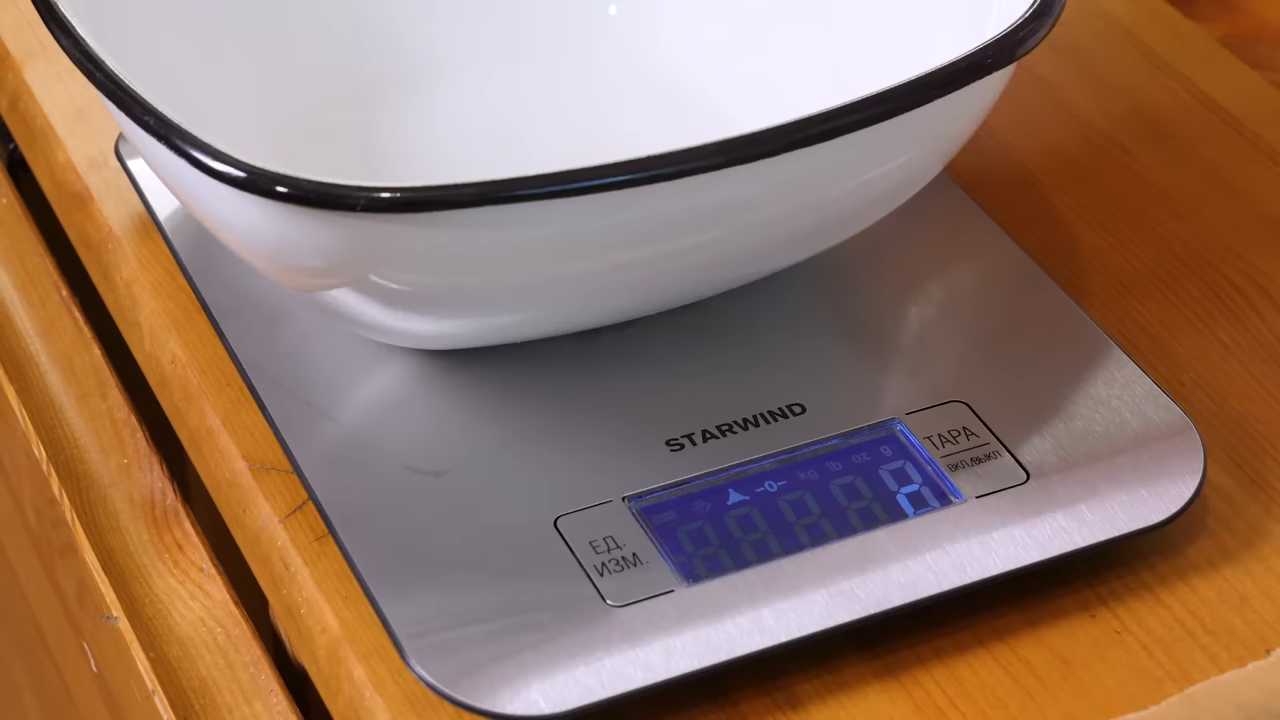 STARWIND
ТАРА
ВКЛ/ВЫКЛ
-0- kg lb oz g
ЕД.
ИЗМ.